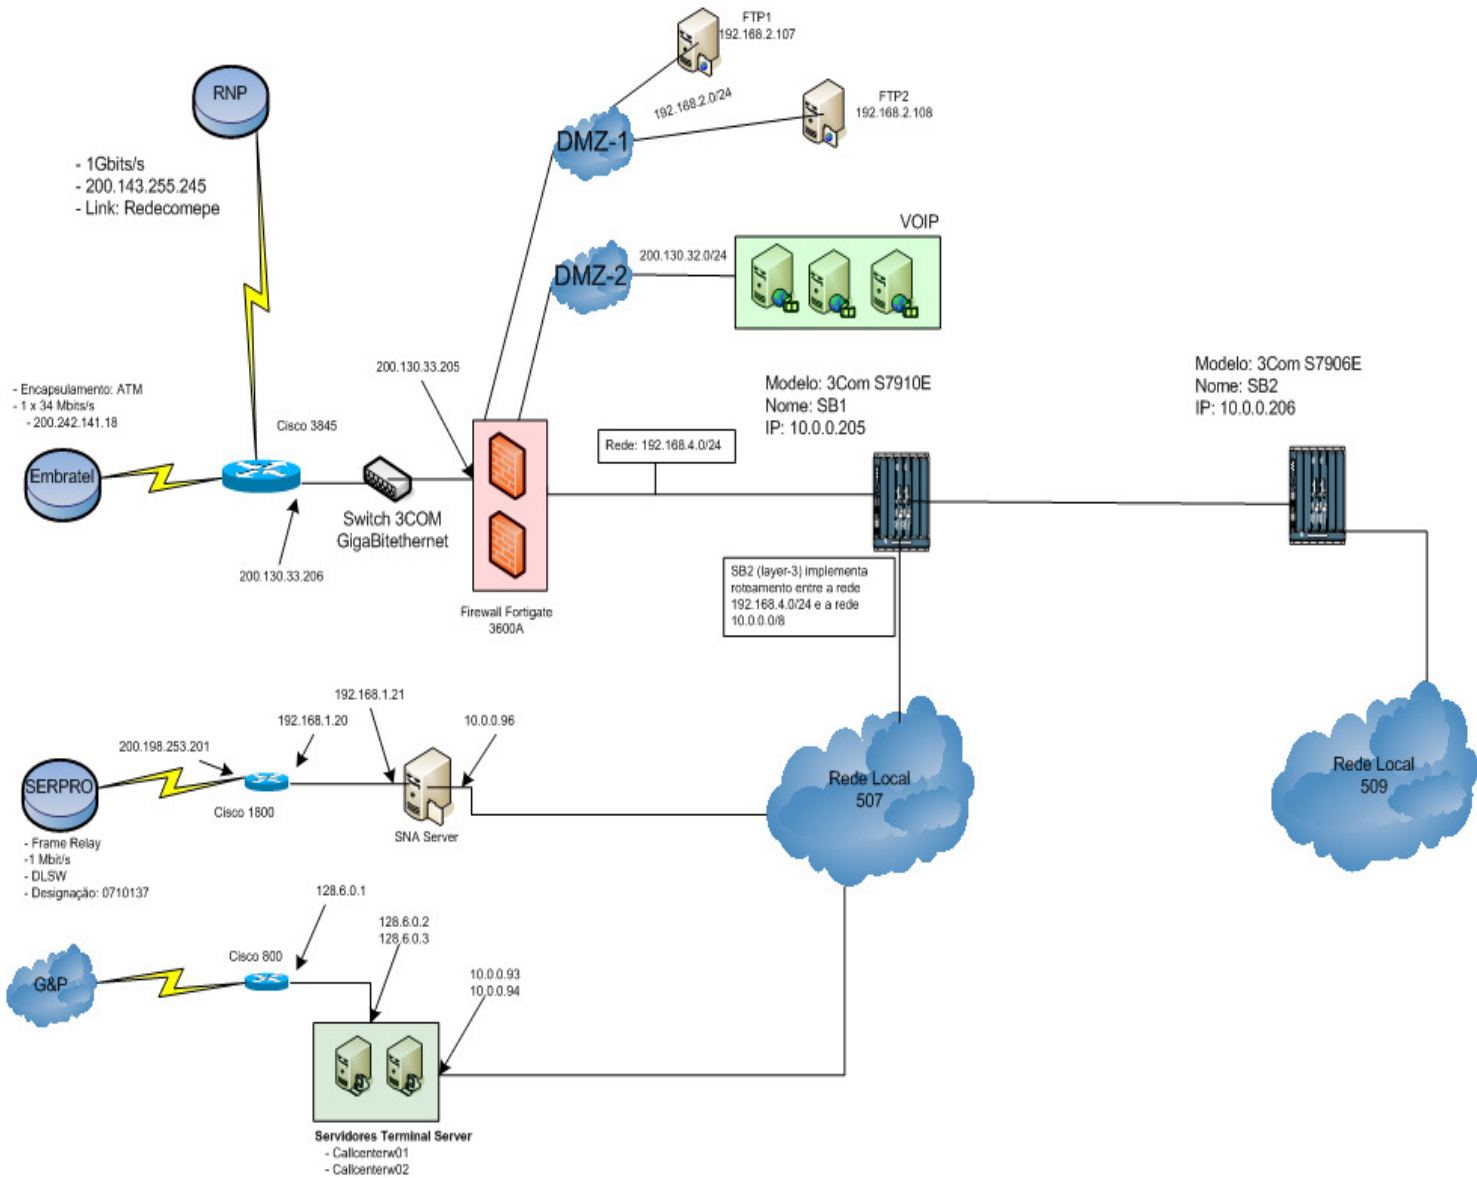 FTP1
192.168.2.107
192.168.2.0/24
FTP2
192.168.2.108
RNP
- 1Gbits/s
- 200.143.255.245
- Link: Redecomepe
DMZ-1
VOIP
DMZ-2
200.130.32.0/24
200.130.33.205
- Encapsulamento: ATM
- 1 x 34 Mbits/s
- 200.242.141.18
Embratel
Cisco 3845
Switch 3COM
GigaBitethernet
200.130.33.206
Firewall Fortigate
3600A
Rede: 192.168.4.0/24
Modelo: 3Com S7910E
Nome: SB1
IP: 10.0.0.205
Modelo: 3Com S7906E
Nome: SB2
IP: 10.0.0.206
SB2 (layer-3) implementa
roteamento entre a rede
192.168.4.0/24 e a rede
10.0.0.0/8
192.168.1.21
192.168.1.20
10.0.0.96
200.198.253.201
SERPRO
Cisco 1800
SNA Server
- Frame Relay
-1 Mbit/s
- DLSW
- Designação: 0710137
Rede Local
507
Rede Local
509
128.6.0.1
128.6.0.2
128.6.0.3
Cisco 800
G&P
10.0.0.93
10.0.0.94
Servidores Terminal Server
- Callcenterw01
- Callcenterw02